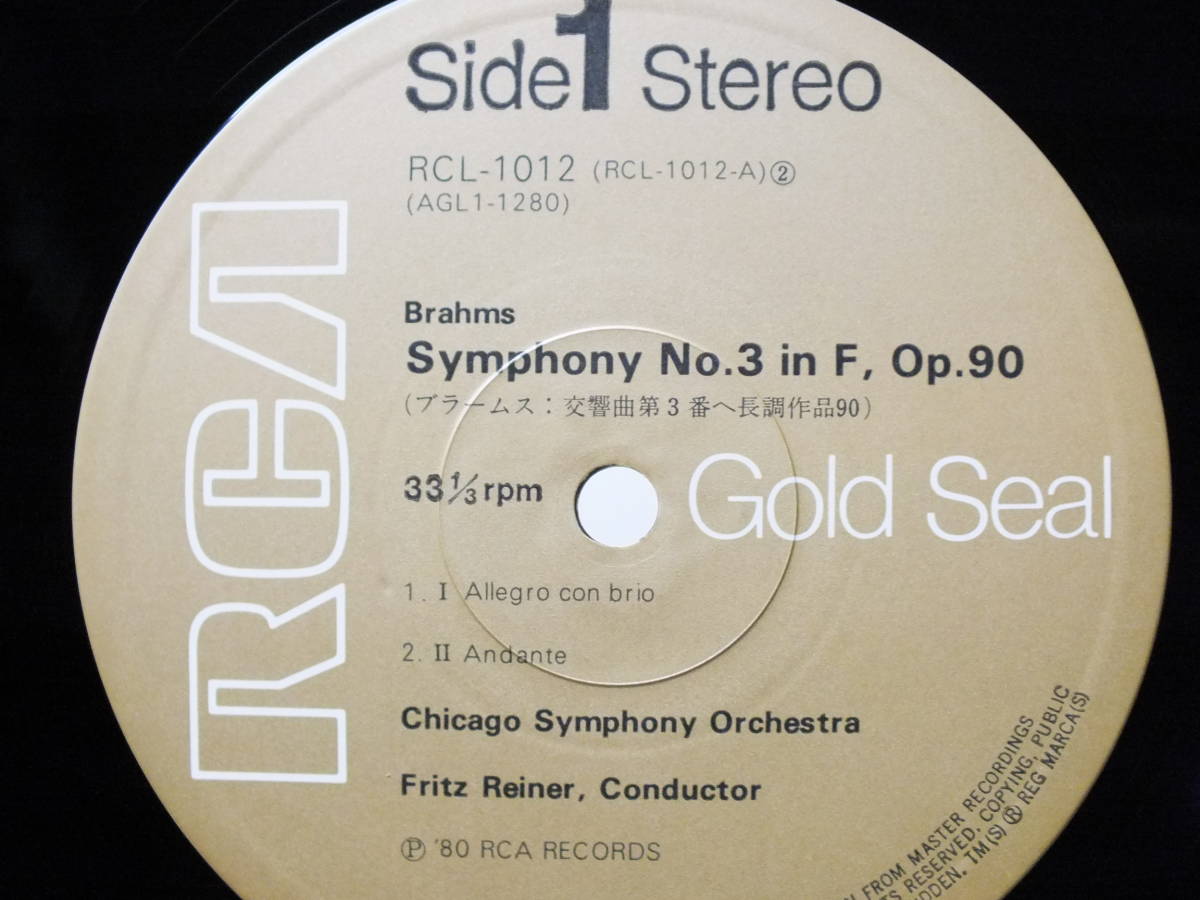 Side 1 Stereo
RCL-1012 (RCL-1012-A)②
(AGL1-1280)
RCA
Brahms
Symphony No.3 in F, Op.90
(ブラームス：交響曲第3番ヘ長調作品90)
33⅓rpm
Gold Seal
1. I Allegro con brio
2. II Andante
Chicago Symphony Orchestra
Fritz Reiner, Conductor
Ⓟ '80 RCA RECORDS
FROM MASTER RECORDINGS
RESERVED. COPYING, PUBLIC
TM(S) ® REG MARCA(S)